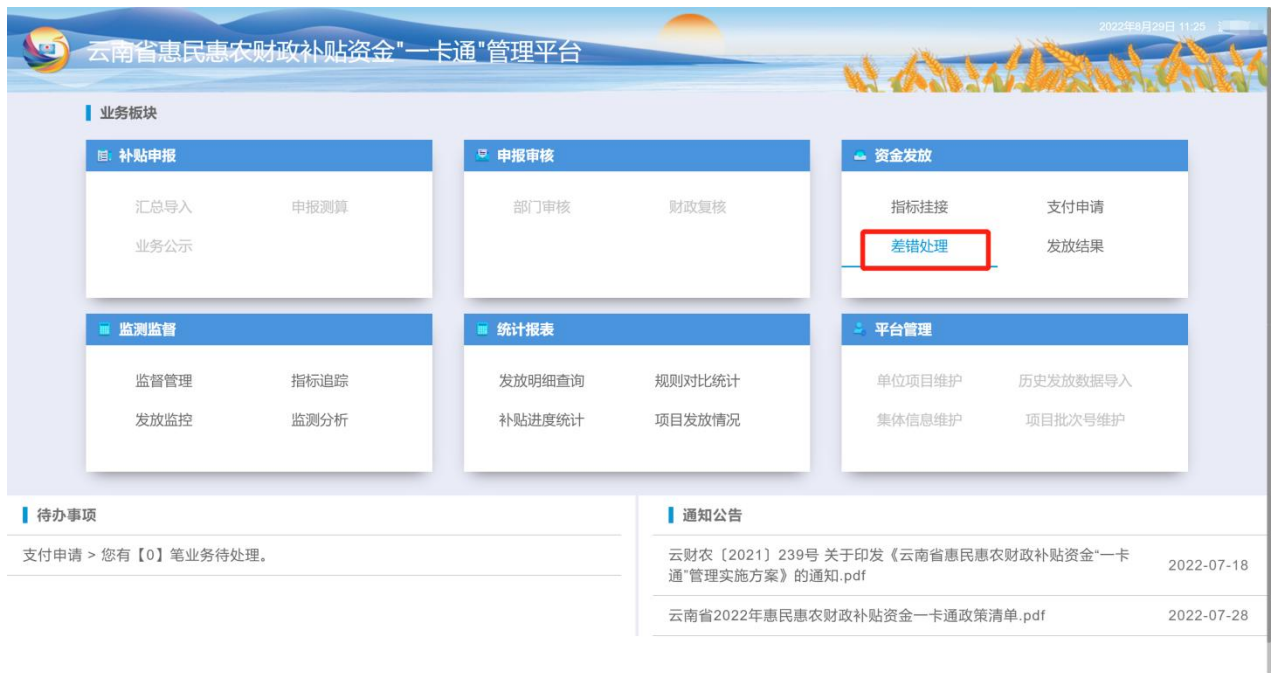 2022年8月29日 11:25
云南省惠民惠农财政补贴资金"一卡通"管理平台
业务板块
补贴申报
汇总导入 申报测算
业务公示
申报审核
部门审核 财政复核
资金发放
指标挂接 支付申请
差错处理 发放结果
监测监督
监督管理 指标追踪
发放监控 监测分析
统计报表
发放明细查询 规则对比统计
补贴进度统计 项目发放情况
平台管理
单位项目维护 历史发放数据导入
集体信息维护 项目批次号维护
待办事项
支付申请 > 您有【0】笔业务待处理。
通知公告
云财农〔2021〕239号 关于印发《云南省惠民惠农财政补贴资金“一卡
通”管理实施方案》的通知.pdf 2022-07-18
云南省2022年惠民惠农财政补贴资金一卡通政策清单.pdf 2022-07-28